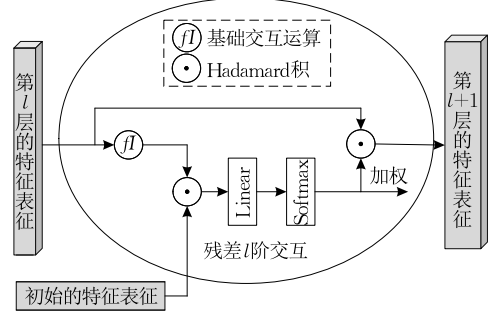 fI 基础交互运算
Hadamard积
第l层的特征表征
fI
Linear
Softmax
加权
残差l阶交互
初始的特征表征
第l+1层的特征表征